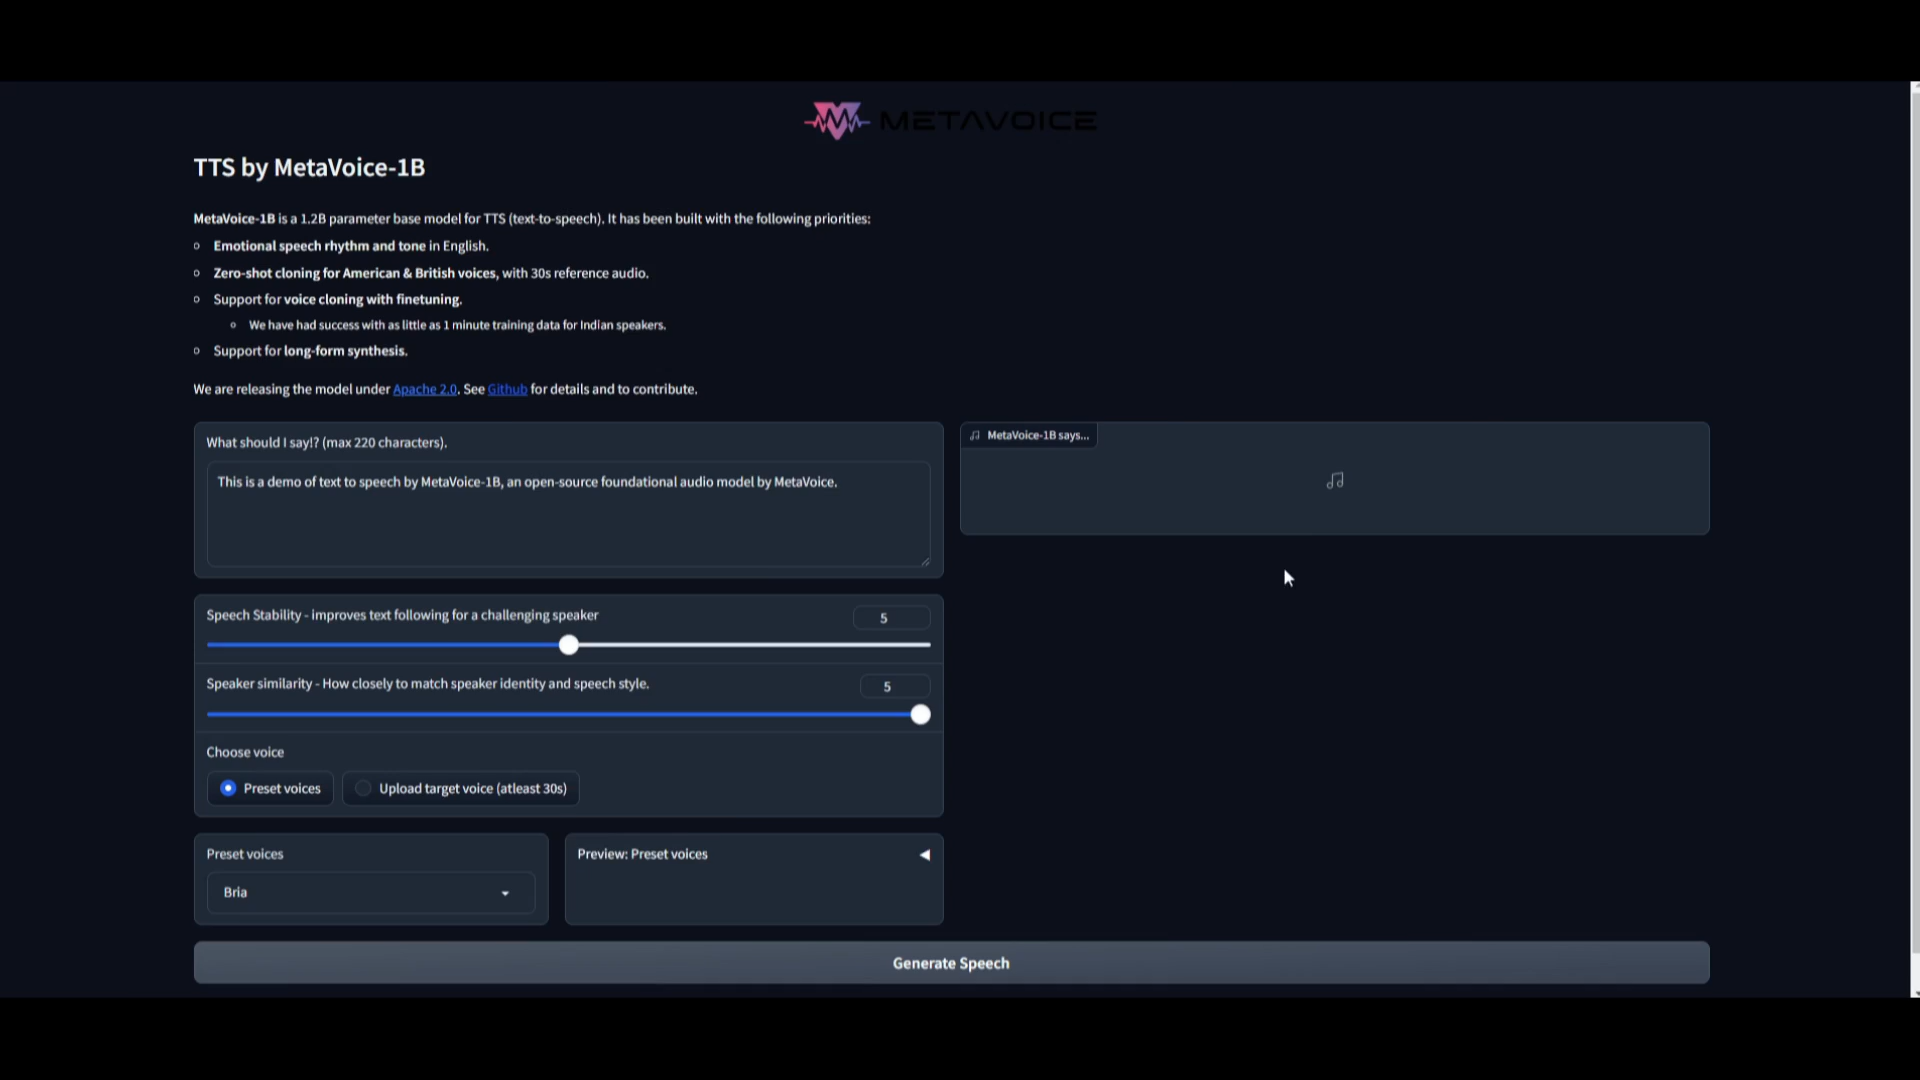 METAVOICE
TTS by MetaVoice-1B
MetaVoice-1B is a 1.2B parameter base model for TTS (text-to-speech). It has been built with the following priorities:
Emotional speech rhythm and tone in English.
Zero-shot cloning for American & British voices, with 30s reference audio.
Support for voice cloning with finetuning.
We have had success with as little as 1 minute training data for Indian speakers.
Support for long-form synthesis.
We are releasing the model under Apache 2.0. See Github for details and to contribute.
What should I say!? (max 220 characters).
This is a demo of text to speech by MetaVoice-1B, an open-source foundational audio model by MetaVoice.
MetaVoice-1B says...
Speech Stability - improves text following for a challenging speaker
5
Speaker similarity - How closely to match speaker identity and speech style.
5
Choose voice
Preset voices
Upload target voice (atleast 30s)
Preset voices
Bria
Preview: Preset voices
Generate Speech